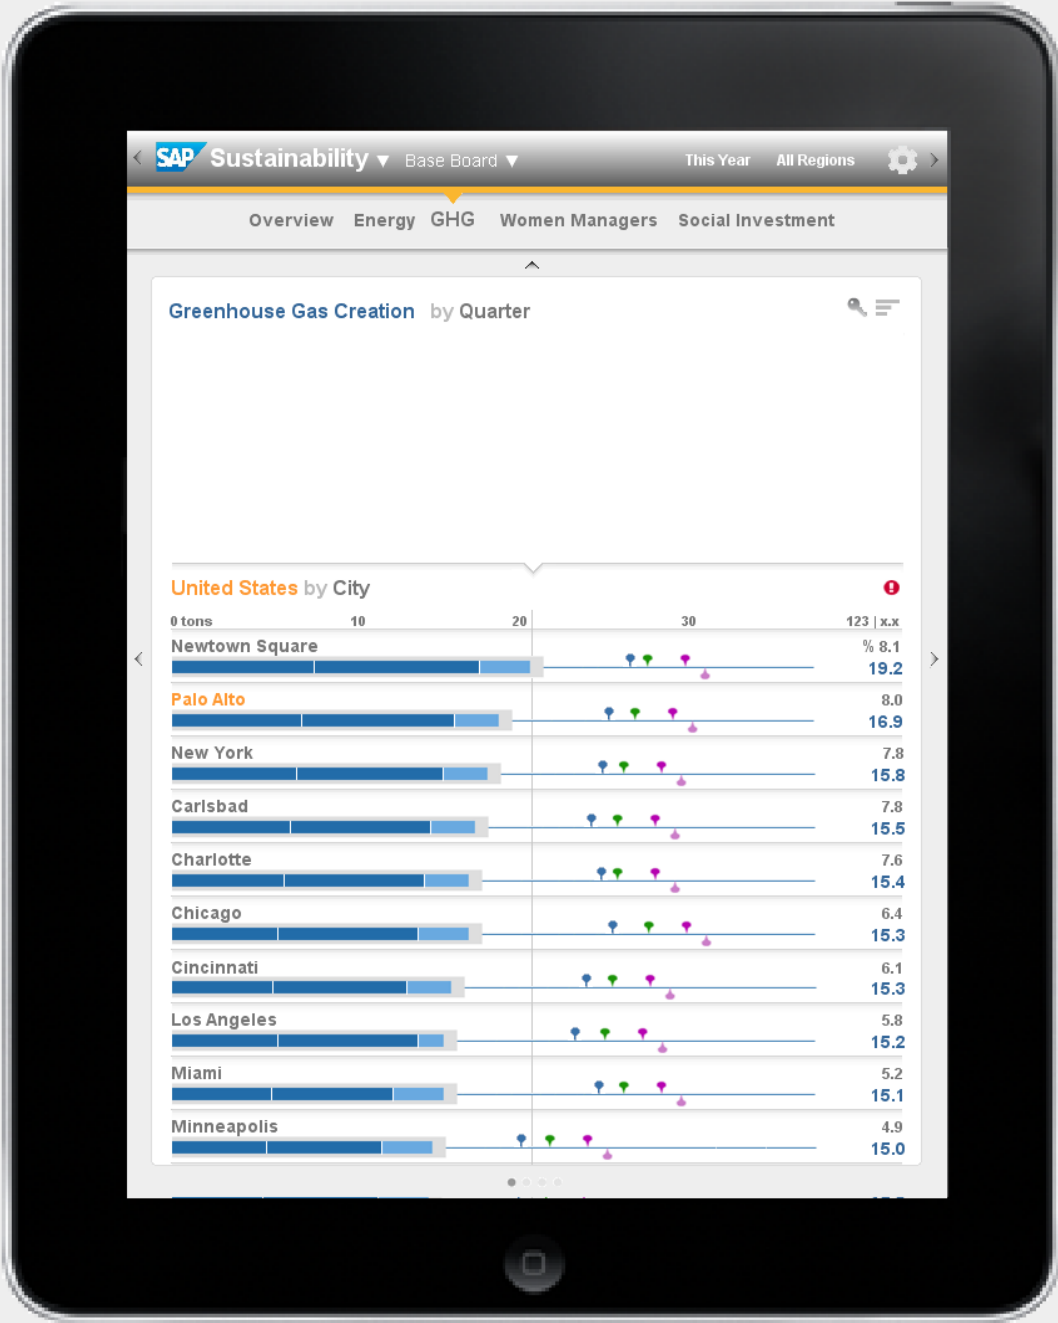 SAP Sustainability ▼ Base Board ▼ This Year All Regions
Overview Energy GHG Women Managers Social Investment
Greenhouse Gas Creation by Quarter
United States by City
0 tons 10 20 30 123 | x.x
Newtown Square % 8.1
19.2
Palo Alto 8.0
16.9
New York 7.8
15.8
Carlsbad 7.8
15.5
Charlotte 7.6
15.4
Chicago 6.4
15.3
Cincinnati 6.1
15.3
Los Angeles 5.8
15.2
Miami 5.2
15.1
Minneapolis 4.9
15.0